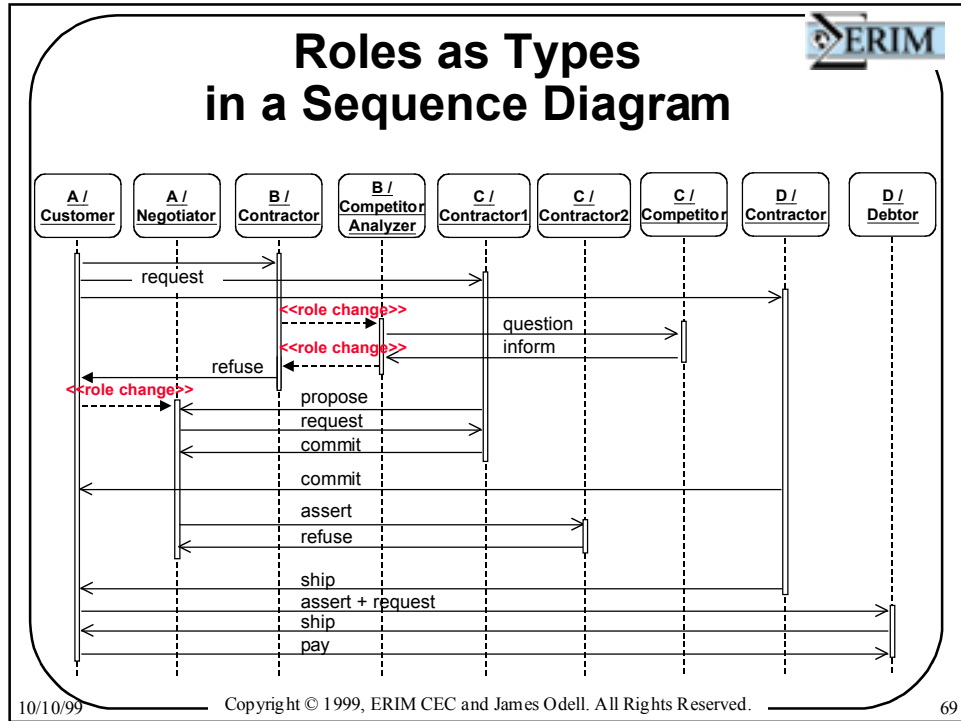 Roles as Types
in a Sequence Diagram
ERIM
A /
Customer
A /
Negotiator
B /
Contractor
B /
Competitor
Analyzer
C /
Contractor1
C /
Contractor2
C /
Competitor
D /
Contractor
D /
Debtor
request
<<role change>>
question
<<role change>>
inform
refuse
<<role change>>
propose
request
commit
commit
assert
refuse
ship
assert + request
ship
pay
10/10/99
Copyright © 1999, ERIM CEC and James Odell. All Rights Reserved.
69